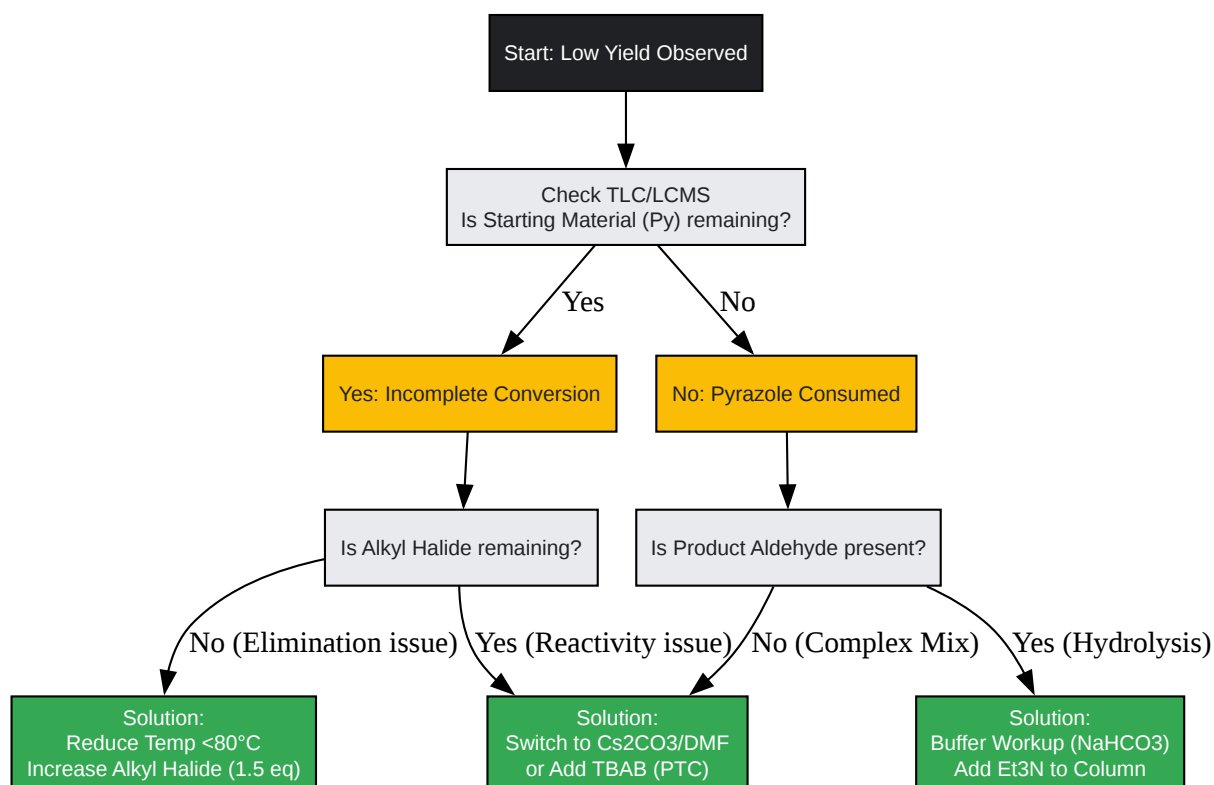 Start: Low Yield Observed
Check TLC/LCMS
Is Starting Material (Py) remaining?
Yes
No
Yes: Incomplete Conversion
No: Pyrazole Consumed
Is Alkyl Halide remaining?
Is Product Aldehyde present?
No (Elimination issue)
Yes (Reactivity issue)
No (Complex Mix)
Yes (Hydrolysis)
Solution:
Reduce Temp <80°C
Increase Alkyl Halide (1.5 eq)
Solution:
Switch to Cs2CO3/DMF
or Add TBAB (PTC)
Solution:
Buffer Workup (NaHCO3)
Add Et3N to Column